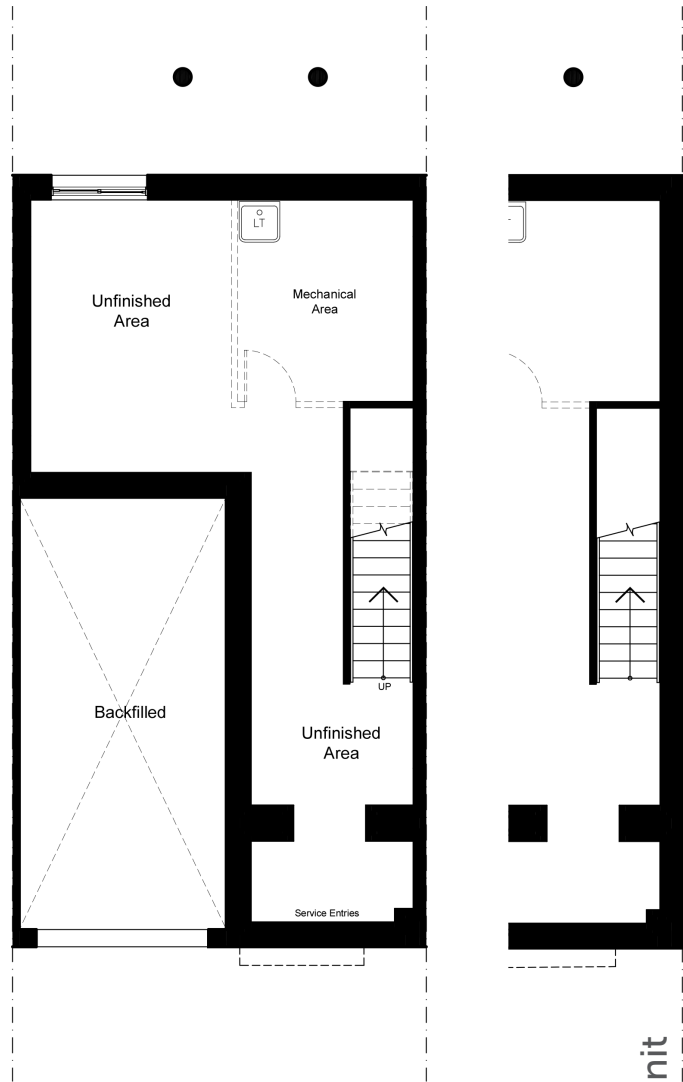 LT
Unfinished
Area
Mechanical
Area
UP
Backfilled
Unfinished
Area
Service Entries
nit